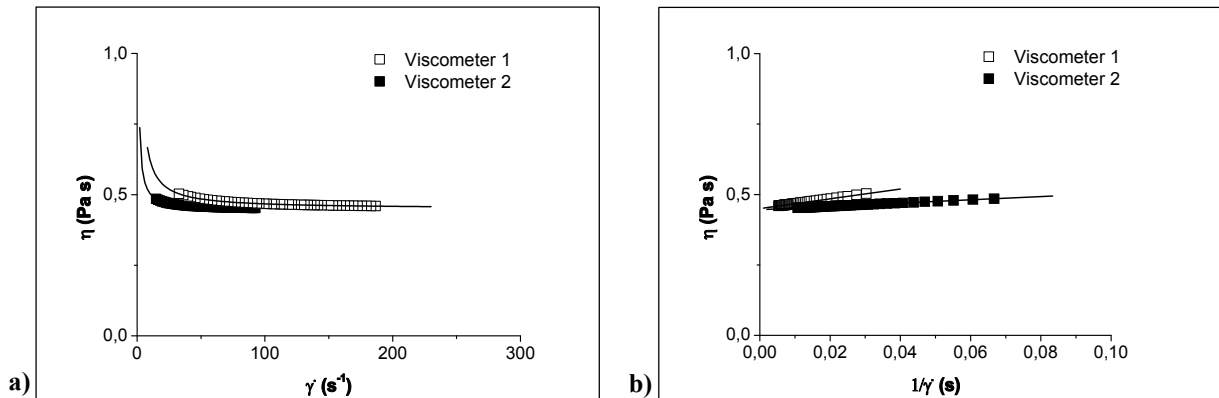 Viscometer 1
Viscometer 2
1,0
0,5
0,0
η (Pa s)
0
100
200
300
γ̇ (s⁻¹)
a)
Viscometer 1
Viscometer 2
1,0
0,5
0,0
η (Pa s)
0,00
0,02
0,04
0,06
0,08
0,10
1/γ̇ (s)
b)